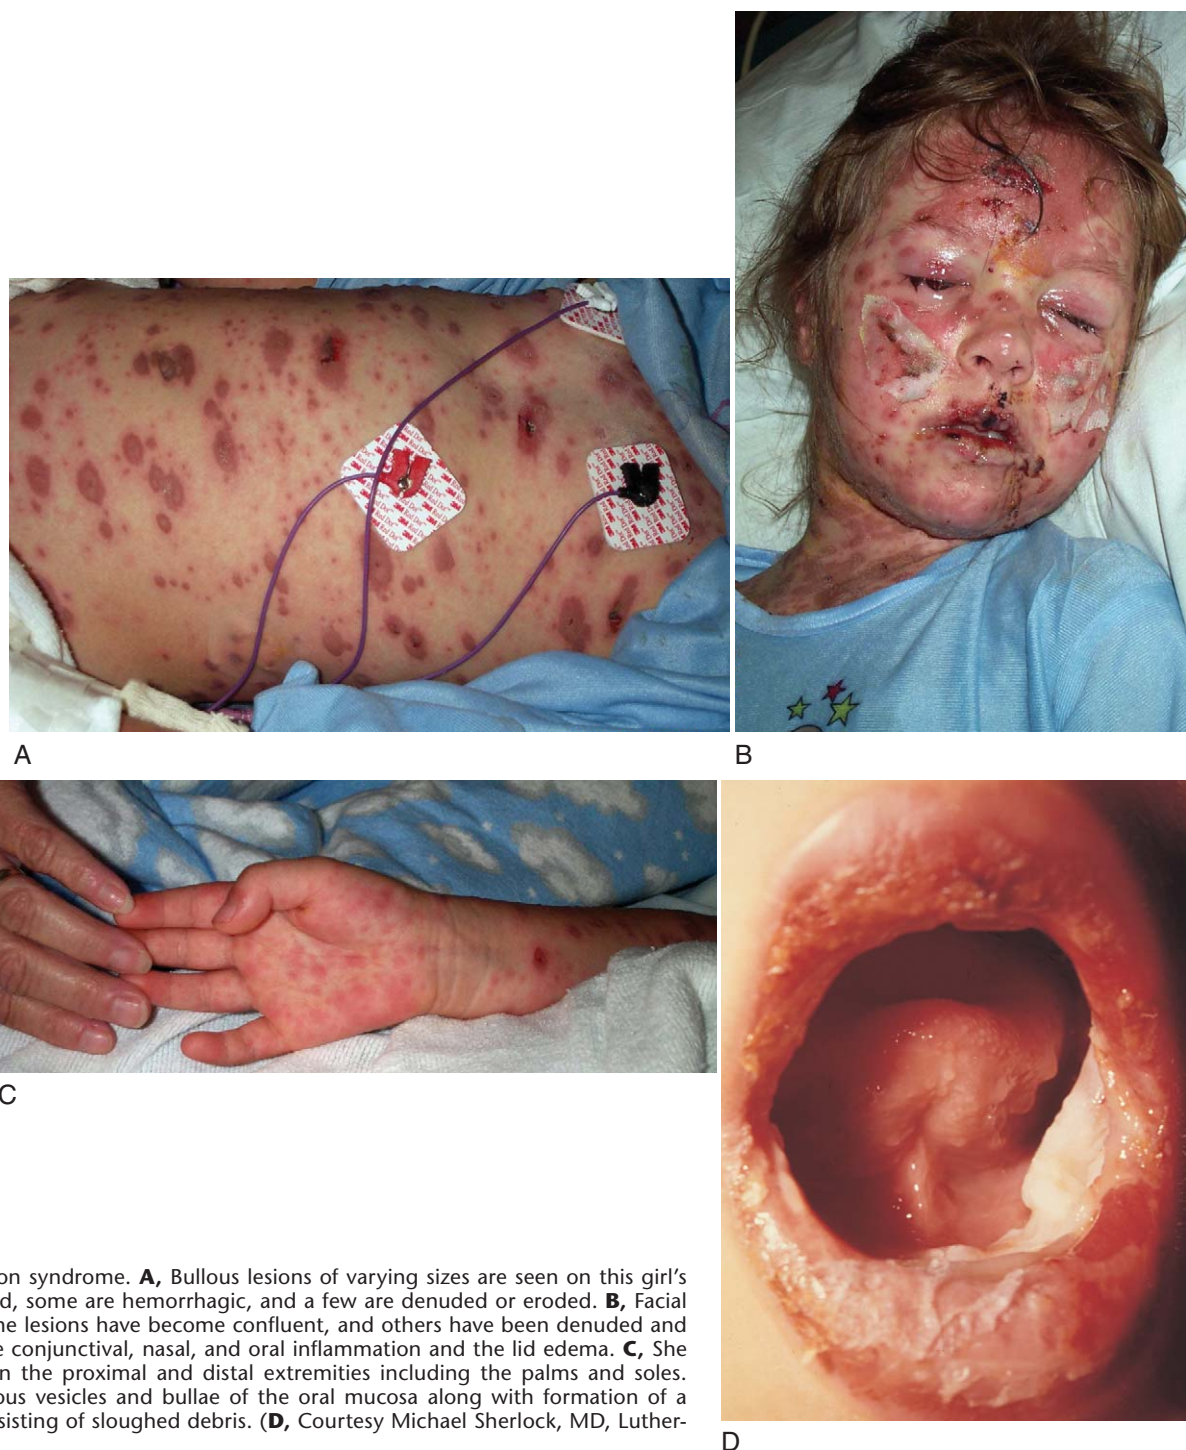 A
B
C
D
on syndrome. A, Bullous lesions of varying sizes are seen on this girl's
d, some are hemorrhagic, and a few are denuded or eroded. B, Facial
ne lesions have become confluent, and others have been denuded and
e conjunctival, nasal, and oral inflammation and the lid edema. C, She
n the proximal and distal extremities including the palms and soles.
ous vesicles and bullae of the oral mucosa along with formation of a
sisting of sloughed debris. (D, Courtesy Michael Sherlock, MD, Luther-